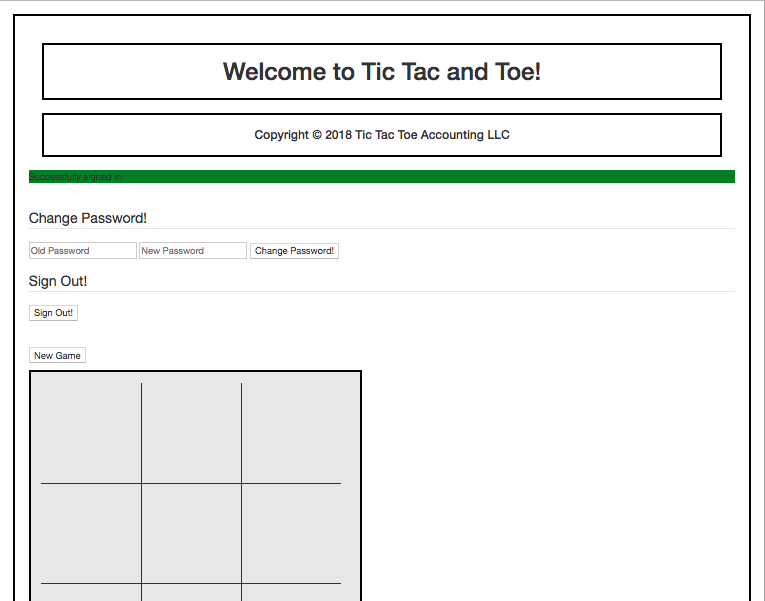 Welcome to Tic Tac and Toe!
Copyright © 2018 Tic Tac Toe Accounting LLC
Successfully signed in
Change Password!
Old Password New Password Change Password!
Sign Out!
Sign Out!
New Game